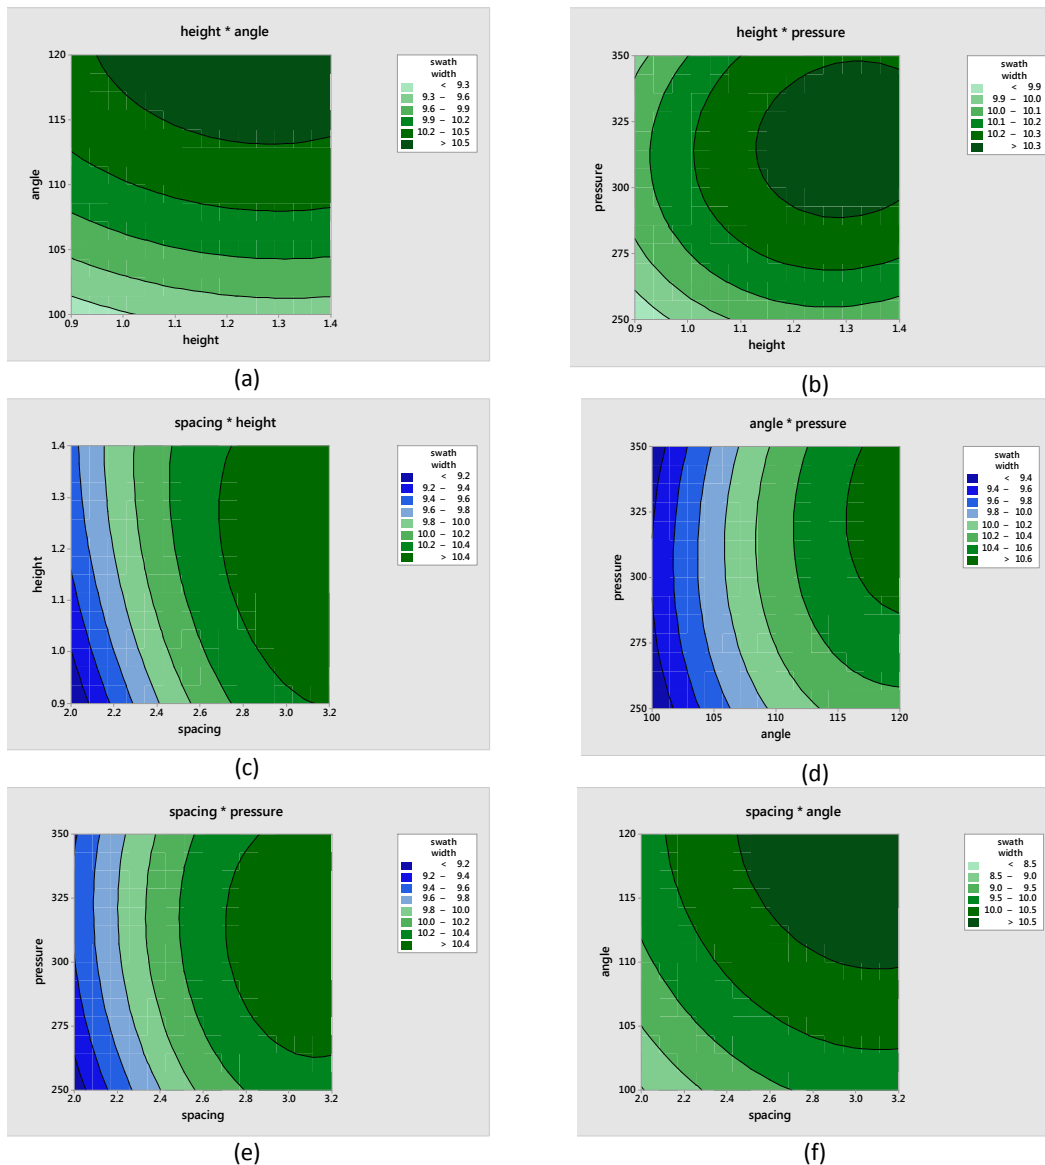 height * angle
swath
width
< 9.3
9.3 – 9.6
9.6 – 9.9
9.9 – 10.2
10.2 – 10.5
> 10.5
120
115
110
105
100
angle
0.9 1.0 1.1 1.2 1.3 1.4
height
(a)
height * pressure
swath
width
< 9.9
9.9 – 10.0
10.0 – 10.1
10.1 – 10.2
10.2 – 10.3
> 10.3
350
325
300
275
250
pressure
0.9 1.0 1.1 1.2 1.3 1.4
height
(b)
spacing * height
swath
width
< 9.2
9.2 – 9.4
9.4 – 9.6
9.6 – 9.8
9.8 – 10.0
10.0 – 10.2
10.2 – 10.4
> 10.4
1.4
1.3
1.2
1.1
1.0
0.9
height
2.0 2.2 2.4 2.6 2.8 3.0 3.2
spacing
(c)
angle * pressure
swath
width
< 9.4
9.4 – 9.6
9.6 – 9.8
9.8 – 10.0
10.0 – 10.2
10.2 – 10.4
10.4 – 10.6
> 10.6
350
325
300
275
250
pressure
100 105 110 115 120
angle
(d)
spacing * pressure
swath
width
< 9.2
9.2 – 9.4
9.4 – 9.6
9.6 – 9.8
9.8 – 10.0
10.0 – 10.2
10.2 – 10.4
> 10.4
350
325
300
275
250
pressure
2.0 2.2 2.4 2.6 2.8 3.0 3.2
spacing
(e)
spacing * angle
swath
width
< 8.5
8.5 – 9.0
9.0 – 9.5
9.5 – 10.0
10.0 – 10.5
> 10.5
120
115
110
105
100
angle
2.0 2.2 2.4 2.6 2.8 3.0 3.2
spacing
(f)